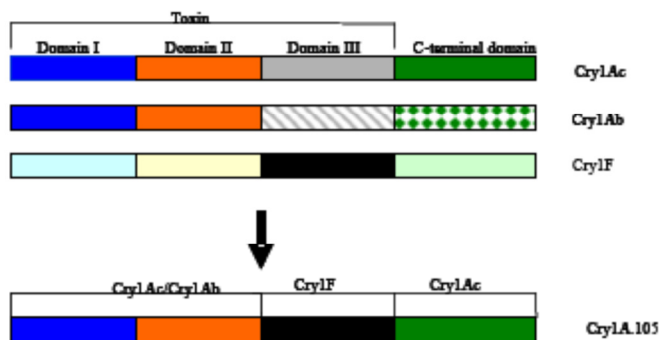 Toxin
Domain I Domain II Domain III C-terminal domain
Cry1Ac
Cry1Ab
Cry1F
Cry1Ac/Cry1Ab Cry1F Cry1Ac
Cry1A.105